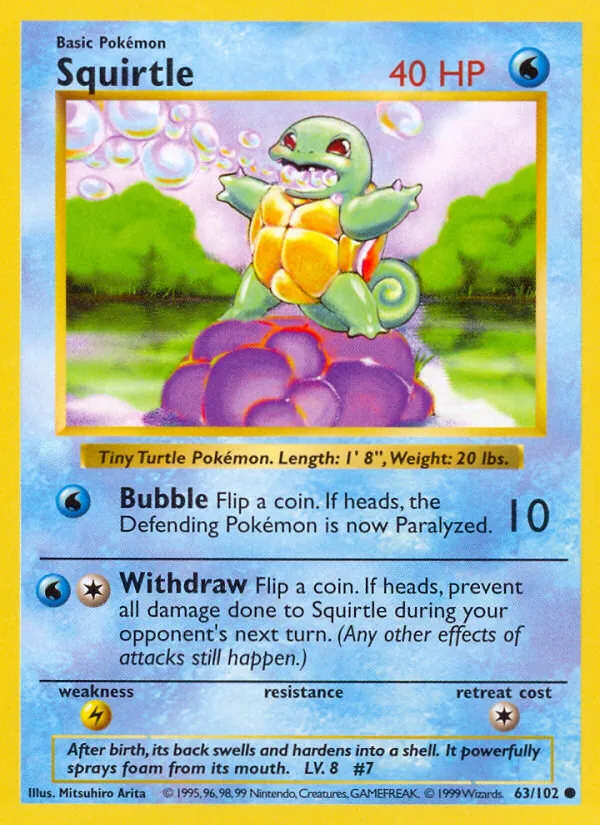 Basic Pokémon
Squirtle 40 HP
Tiny Turtle Pokémon. Length: 1' 8", Weight: 20 lbs.
Bubble Flip a coin. If heads, the
Defending Pokémon is now Paralyzed. 10
Withdraw Flip a coin. If heads, prevent
all damage done to Squirtle during your
opponent's next turn. (Any other effects of
attacks still happen.)
weakness resistance retreat cost
After birth, its back swells and hardens into a shell. It powerfully
sprays foam from its mouth. LV. 8 #7
Illus. Mitsuhiro Arita © 1995, 96, 98, 99 Nintendo, Creatures, GAMEFREAK. © 1999 Wizards. 63/102